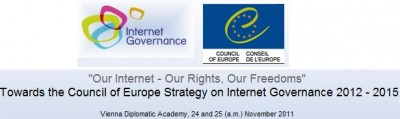 Internet
Governance
COUNCIL CONSEIL
OF EUROPE DE L'EUROPE
"Our Internet - Our Rights, Our Freedoms"
Towards the Council of Europe Strategy on Internet Governance 2012 - 2015
Vienna Diplomatic Academy, 24 and 25 (a.m.) November 2011